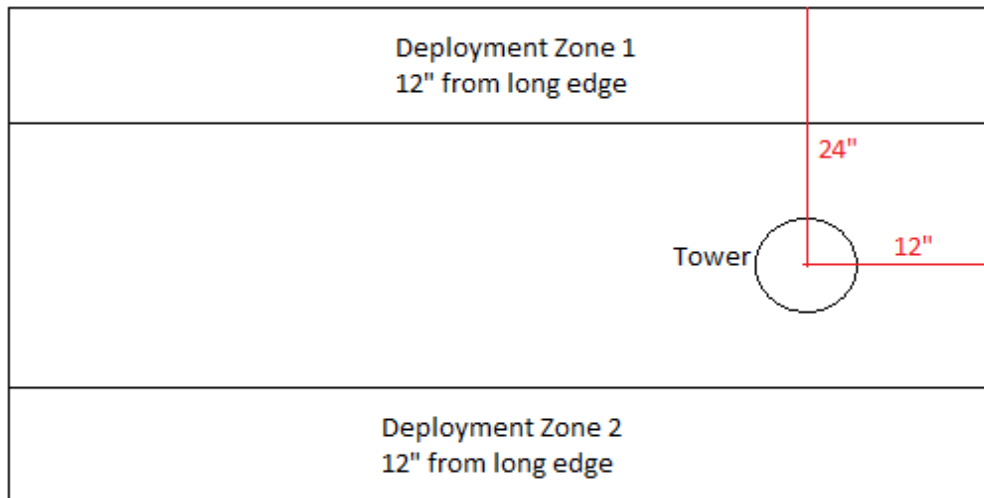 Deployment Zone 1
12" from long edge
24"
Tower
12"
Deployment Zone 2
12" from long edge